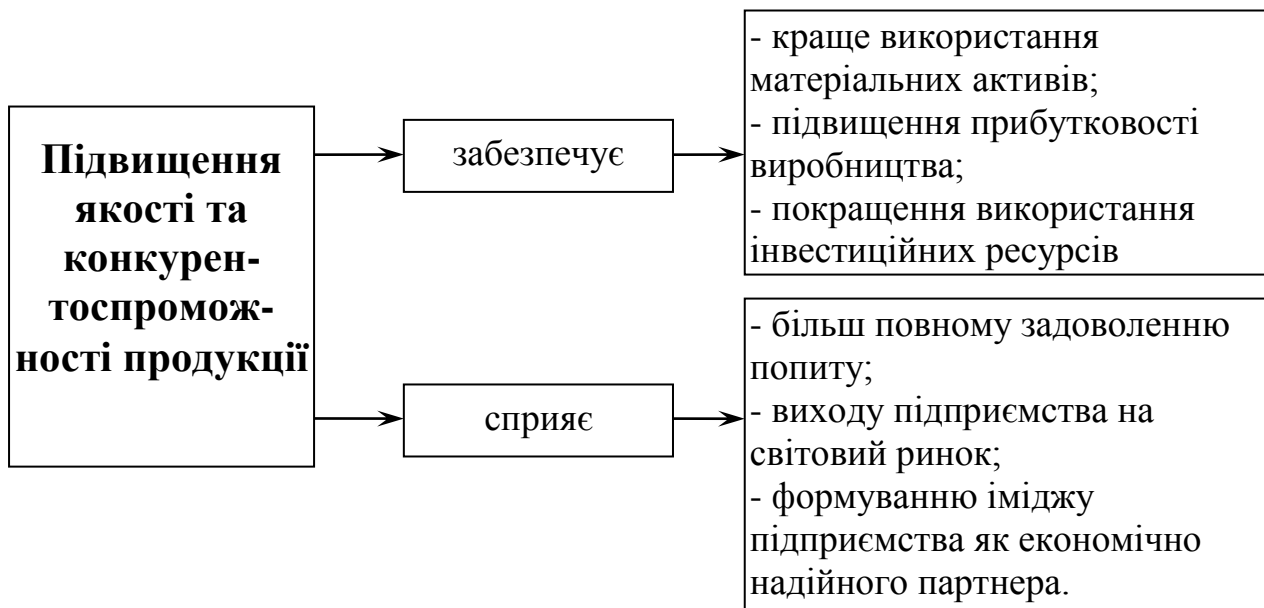 Підвищення
якості та
конкурен-
тоспромож-
ності продукції
забезпечує
- краще використання
матеріальних активів;
- підвищення прибутковості
виробництва;
- покращення використання
інвестиційних ресурсів
сприяє
- більш повному задоволенню
попиту;
- виходу підприємства на
світовий ринок;
- формуванню іміджу
підприємства як економічно
надійного партнера.